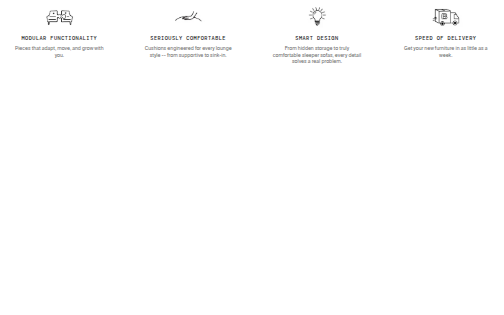 MODULAR FUNCTIONALITY
Pieces that adapt, move, and grow with
you.
SERIOUSLY COMFORTABLE
Cushions engineered for every lounge
style — from supportive to sink-in.
SMART DESIGN
From hidden storage to truly
comfortable sleeper sofas, every detail
solves a real problem.
SPEED OF DELIVERY
Get your new furniture in as little as a
week.